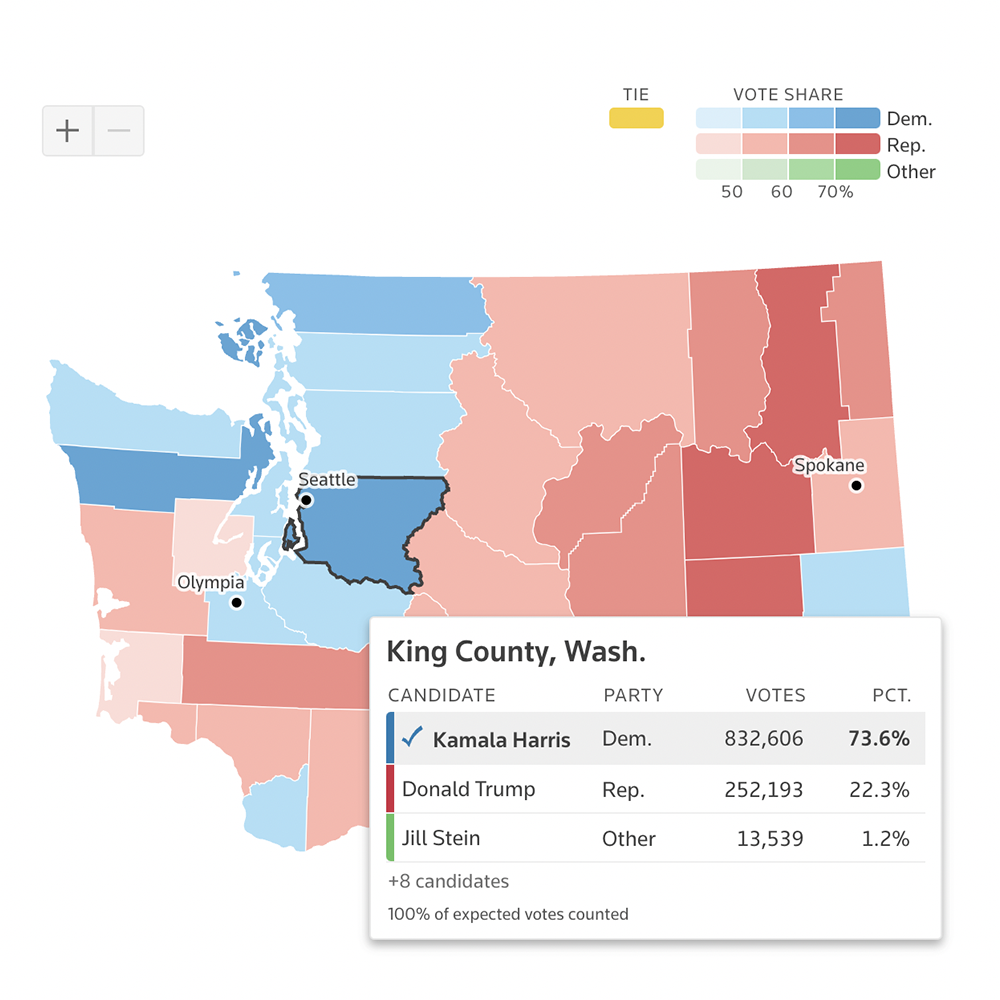 TIE
VOTE SHARE
Dem.
Rep.
Other
50 60 70%
Seattle
Spokane
Olympia
King County, Wash.
CANDIDATE PARTY VOTES PCT.
✓ Kamala Harris Dem. 832,606 73.6%
Donald Trump Rep. 252,193 22.3%
Jill Stein Other 13,539 1.2%
+8 candidates
100% of expected votes counted